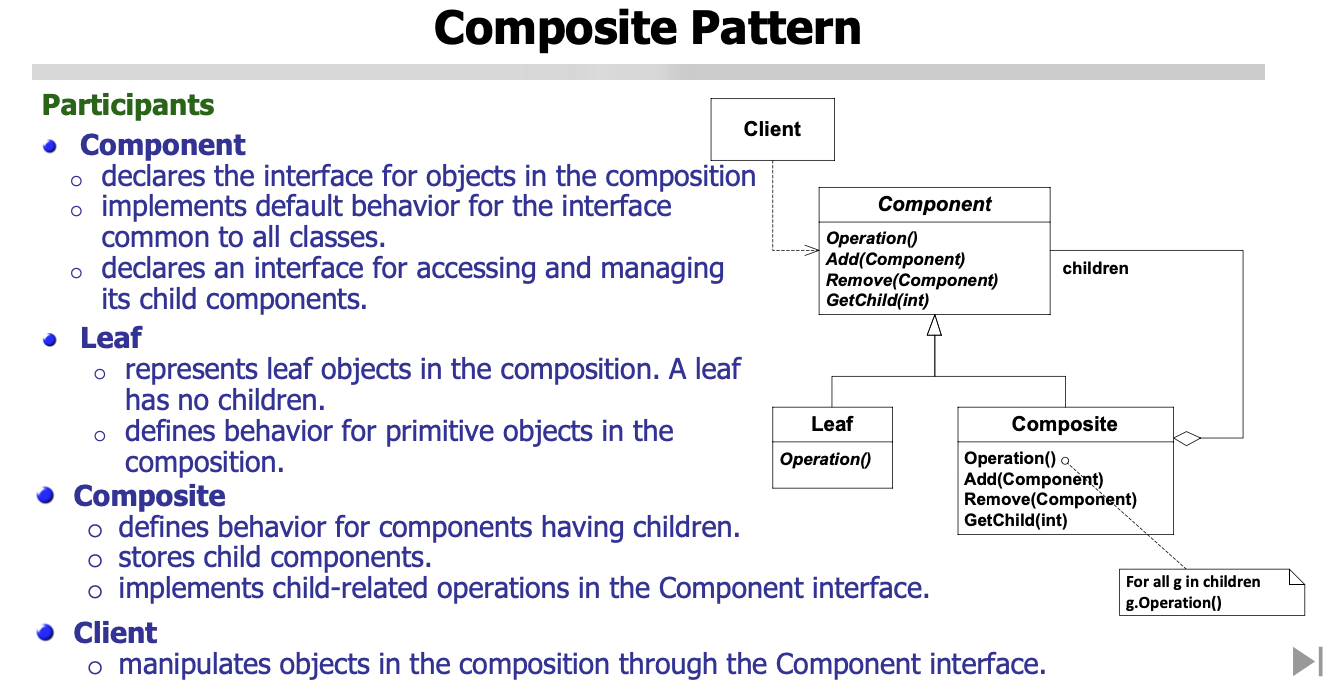 Composite Pattern
Participants
Component
declares the interface for objects in the composition
implements default behavior for the interface
common to all classes.
declares an interface for accessing and managing
its child components.
Leaf
represents leaf objects in the composition. A leaf
has no children.
defines behavior for primitive objects in the
composition.
Composite
defines behavior for components having children.
stores child components.
implements child-related operations in the Component interface.
Client
manipulates objects in the composition through the Component interface.
Client
Component
Operation()
Add(Component)
Remove(Component)
GetChild(int)
children
Leaf
Operation()
Composite
Operation()
Add(Component)
Remove(Component)
GetChild(int)
For all g in children
g.Operation()